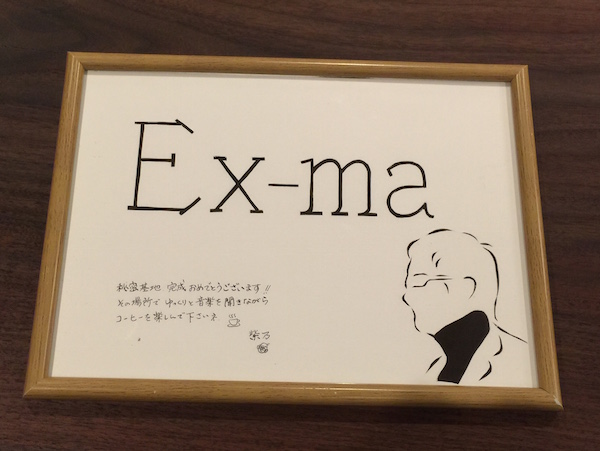 Ex-ma
秘密基地 完成おめでとうございます!!
その場所で ゆっくりと音楽を聞きながら
コーヒーを楽しんで下さいネ